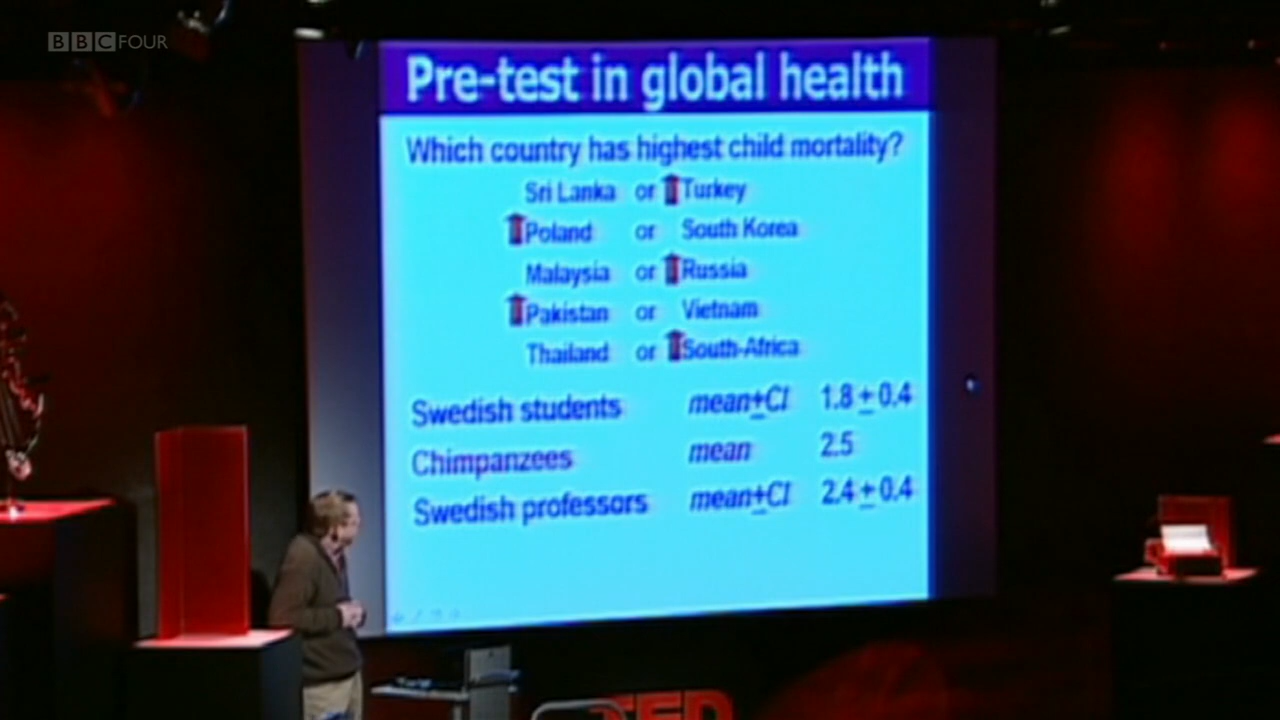 BBC FOUR
Pre-test in global health
Which country has highest child mortality?
Sri Lanka or Turkey
Poland or South Korea
Malaysia or Russia
Pakistan or Vietnam
Thailand or South-Africa
Swedish students mean±CI 1.8±0.4
Chimpanzees mean 2.5
Swedish professors mean±CI 2.4±0.4
TED